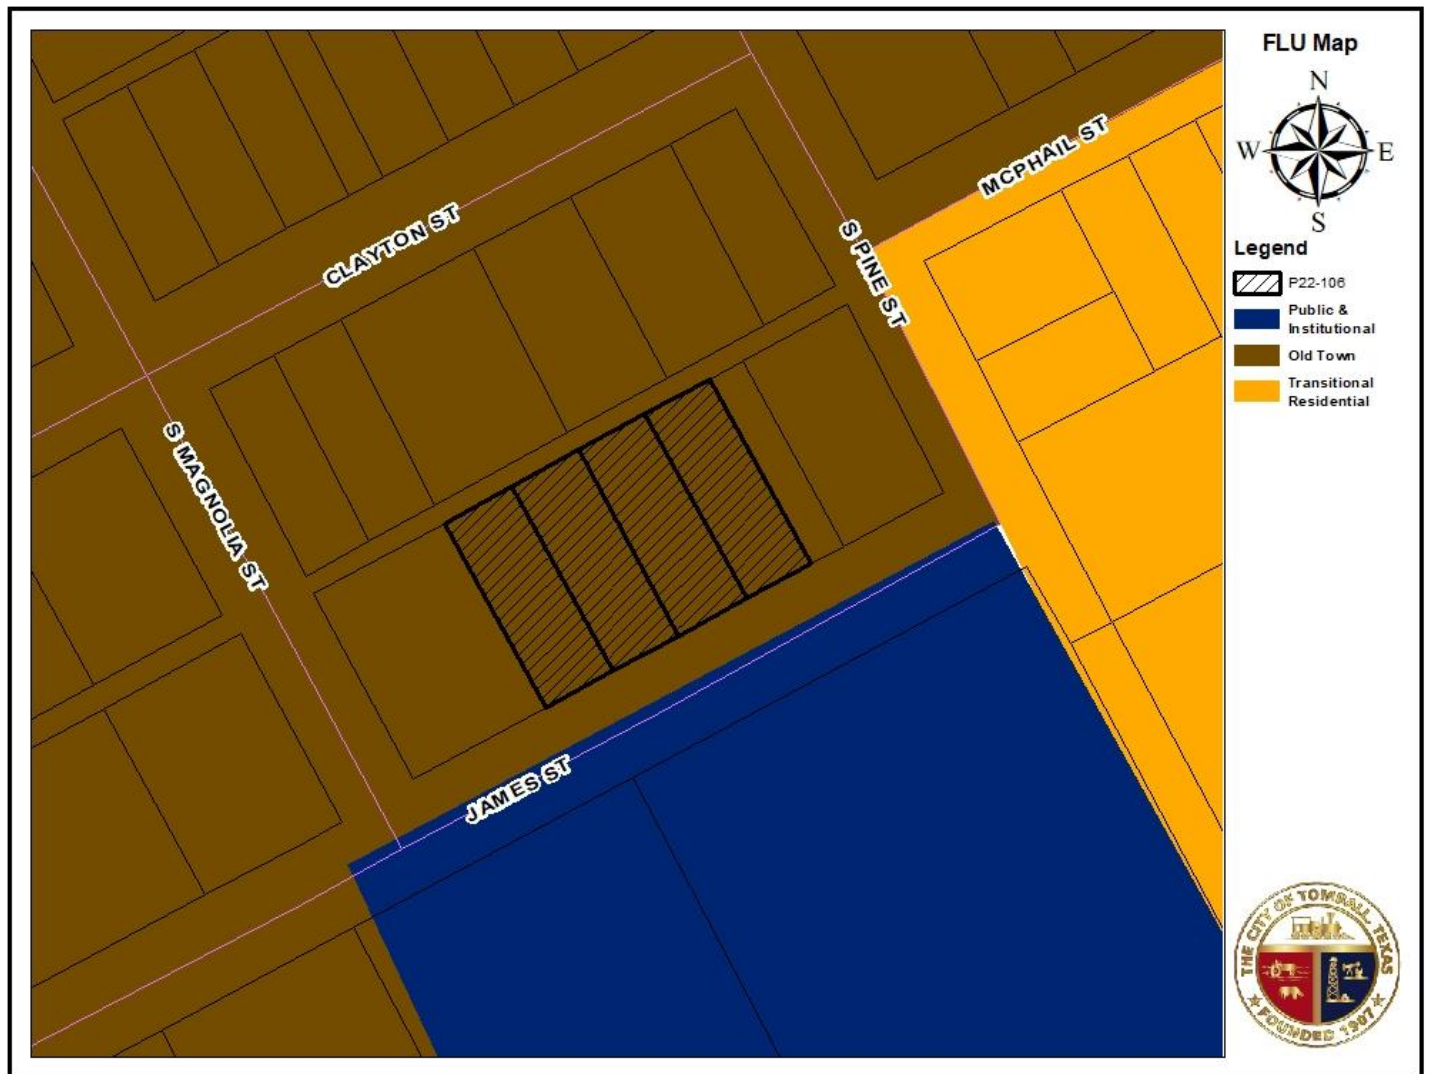 FLU Map
N
W
E
S
Legend
P22-106
Public &
Institutional
Old Town
Transitional
Residential
MCPHAIL ST
CLAYTON ST
S PINE ST
S MAGNOLIA ST
JAMES ST
THE CITY OF TOMBALL, TEXAS
FOUNDED 1907